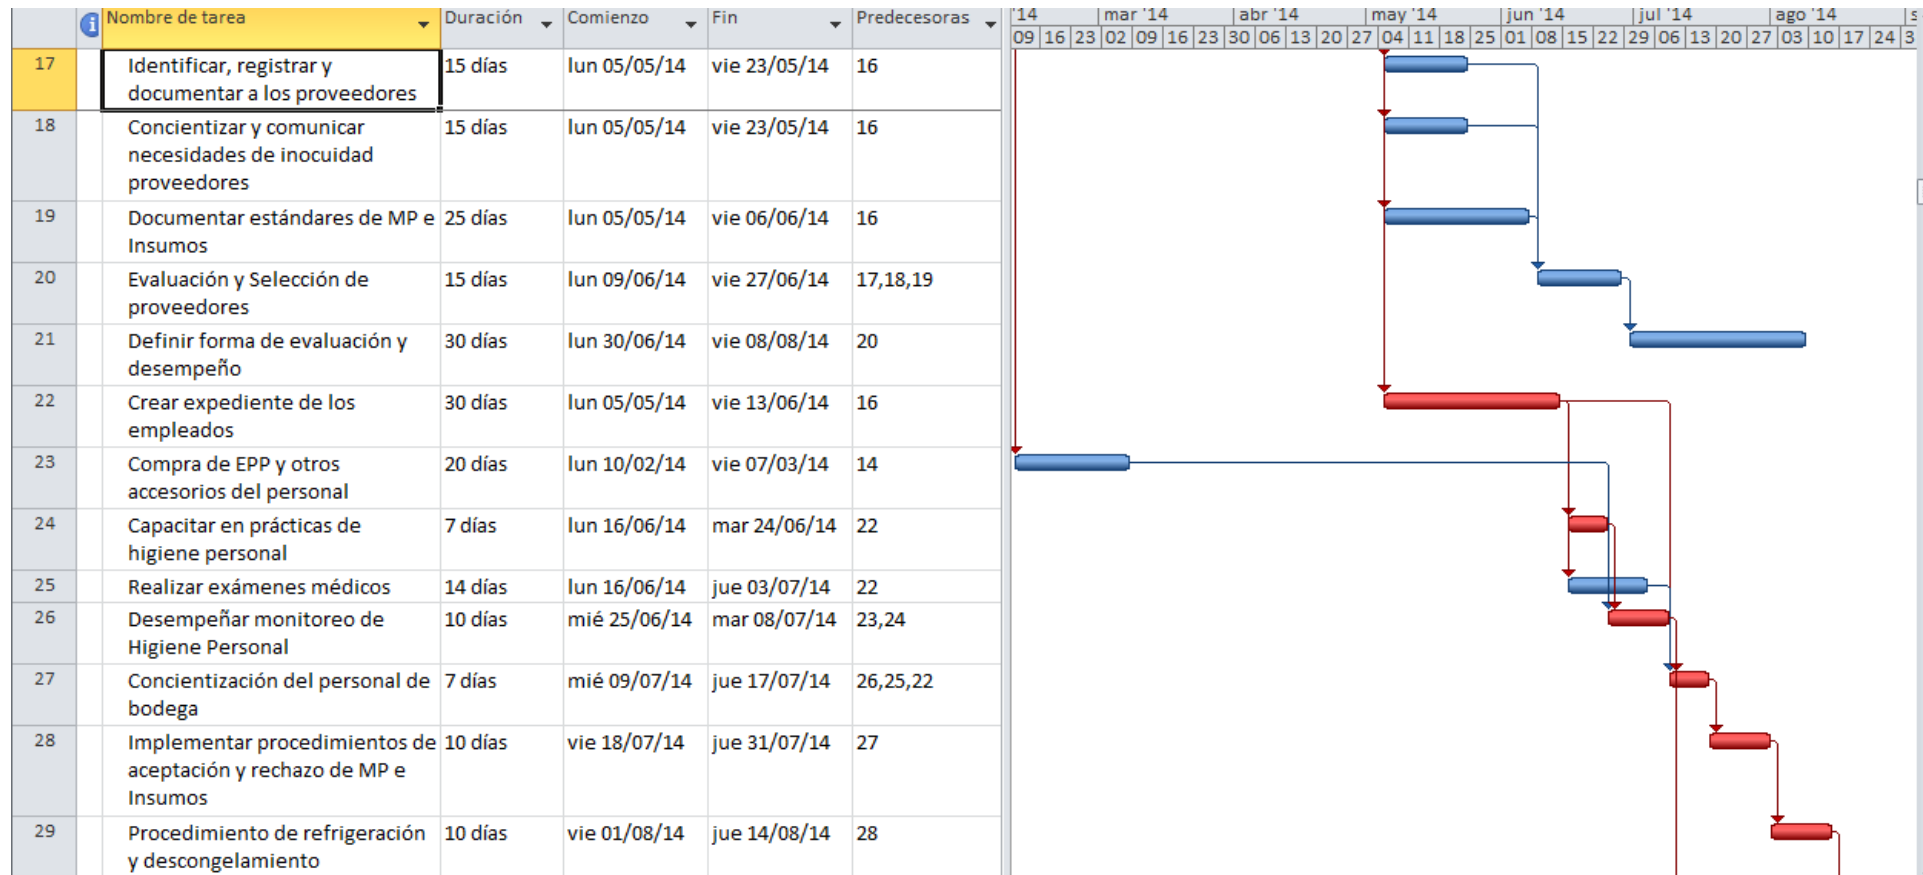 Nombre de tarea Duración Comienzo Fin Predecesoras '14 mar '14 abr '14 may '14 jun '14 jul '14 ago '14 s
09 16 23 02 09 16 23 30 06 13 20 27 04 11 18 25 01 08 15 22 29 06 13 20 27 03 10 17 24 3
17 Identificar, registrar y 15 días lun 05/05/14 vie 23/05/14 16
documentar a los proveedores
18 Concientizar y comunicar 15 días lun 05/05/14 vie 23/05/14 16
necesidades de inocuidad
proveedores
19 Documentar estándares de MP e 25 días lun 05/05/14 vie 06/06/14 16
Insumos
20 Evaluación y Selección de 15 días lun 09/06/14 vie 27/06/14 17,18,19
proveedores
21 Definir forma de evaluación y 30 días lun 30/06/14 vie 08/08/14 20
desempeño
22 Crear expediente de los 30 días lun 05/05/14 vie 13/06/14 16
empleados
23 Compra de EPP y otros 20 días lun 10/02/14 vie 07/03/14 14
accesorios del personal
24 Capacitar en prácticas de 7 días lun 16/06/14 mar 24/06/14 22
higiene personal
25 Realizar exámenes médicos 14 días lun 16/06/14 jue 03/07/14 22
26 Desempeñar monitoreo de 10 días mié 25/06/14 mar 08/07/14 23,24
Higiene Personal
27 Concientización del personal de 7 días mié 09/07/14 jue 17/07/14 26,25,22
bodega
28 Implementar procedimientos de 10 días vie 18/07/14 jue 31/07/14 27
aceptación y rechazo de MP e
Insumos
29 Procedimiento de refrigeración 10 días vie 01/08/14 jue 14/08/14 28
y descongelamiento